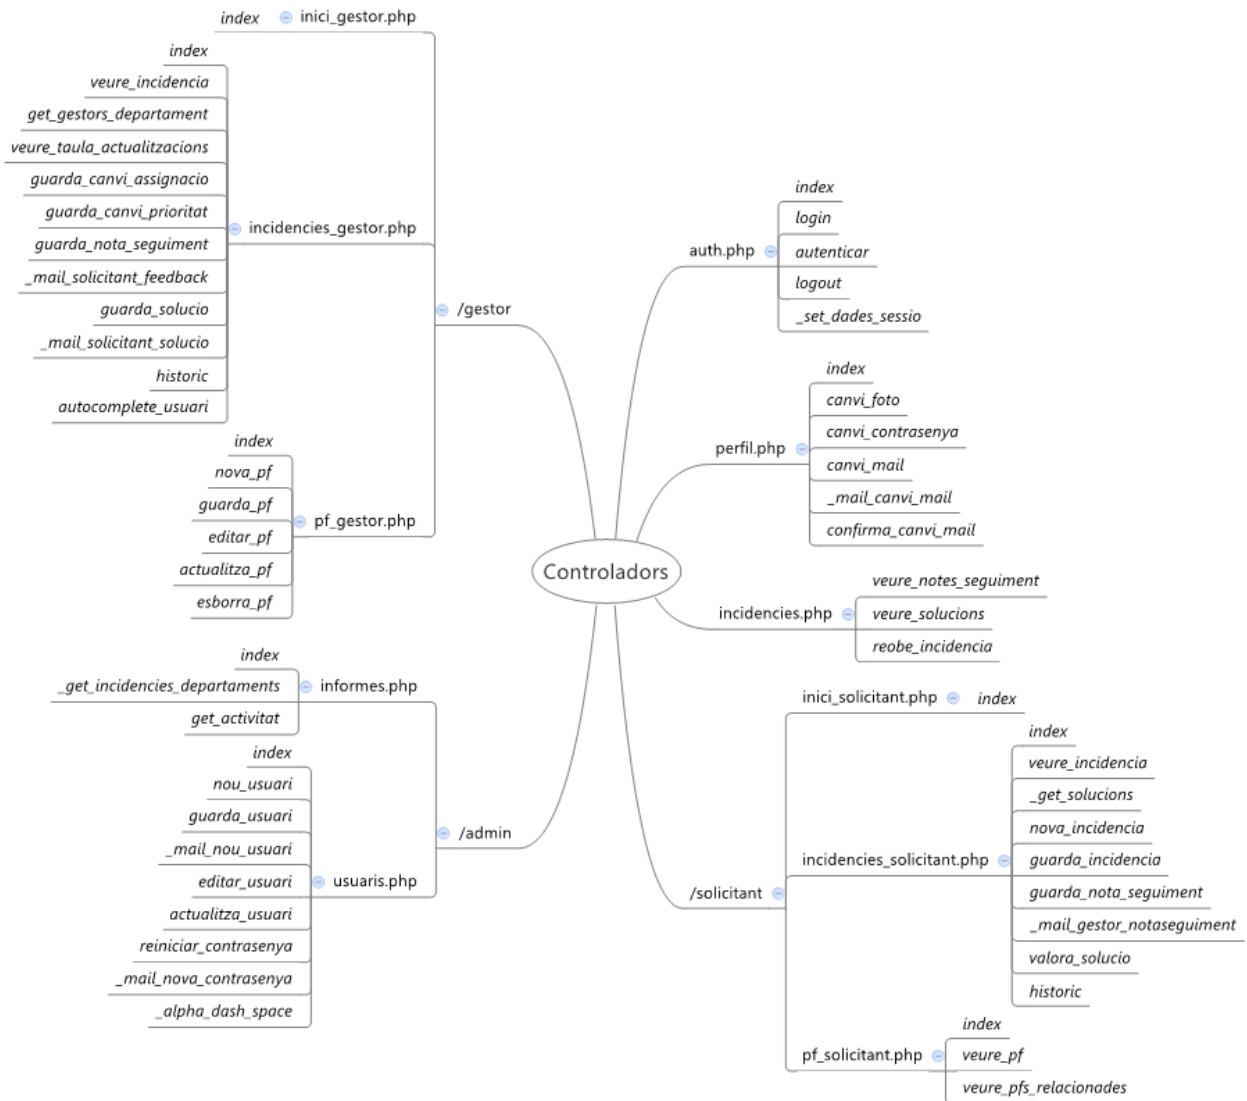 Controladors
/gestor
inici_gestor.php
index
incidencies_gestor.php
index
veure_incidencia
get_gestors_departament
veure_taula_actualitzacions
guarda_canvi_assignacio
guarda_canvi_prioritat
guarda_nota_seguiment
_mail_solicitant_feedback
guarda_solucio
_mail_solicitant_solucio
historic
autocomplete_usuari
pf_gestor.php
index
nova_pf
guarda_pf
editar_pf
actualitza_pf
esborra_pf
/admin
informes.php
index
_get_incidencies_departaments
get_activitat
usuaris.php
index
nou_usuari
guarda_usuari
_mail_nou_usuari
editar_usuari
actualitza_usuari
reiniciar_contrasenya
_mail_nova_contrasenya
_alpha_dash_space
auth.php
index
login
autenticar
logout
_set_dades_sessio
perfil.php
index
canvi_foto
canvi_contrasenya
canvi_mail
_mail_canvi_mail
confirma_canvi_mail
incidencies.php
veure_notes_seguiment
veure_solucions
reobe_incidencia
/solicitant
inici_solicitant.php
index
incidencies_solicitant.php
index
veure_incidencia
_get_solucions
nova_incidencia
guarda_incidencia
guarda_nota_seguiment
_mail_gestor_notaseguiment
valora_solucio
historic
pf_solicitant.php
index
veure_pf
veure_pfs_relacionades